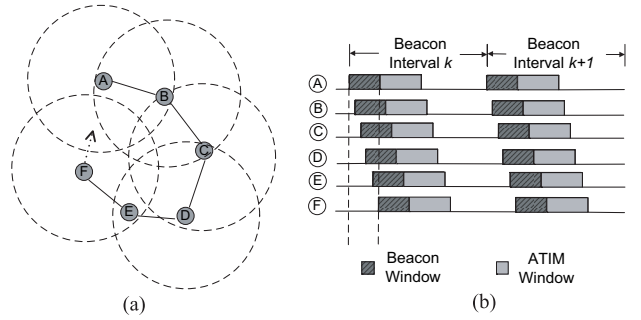 A
B
C
D
E
F
(a)
Beacon
Interval k
Beacon
Interval k+1
A
B
C
D
E
F
Beacon
Window
ATIM
Window
(b)